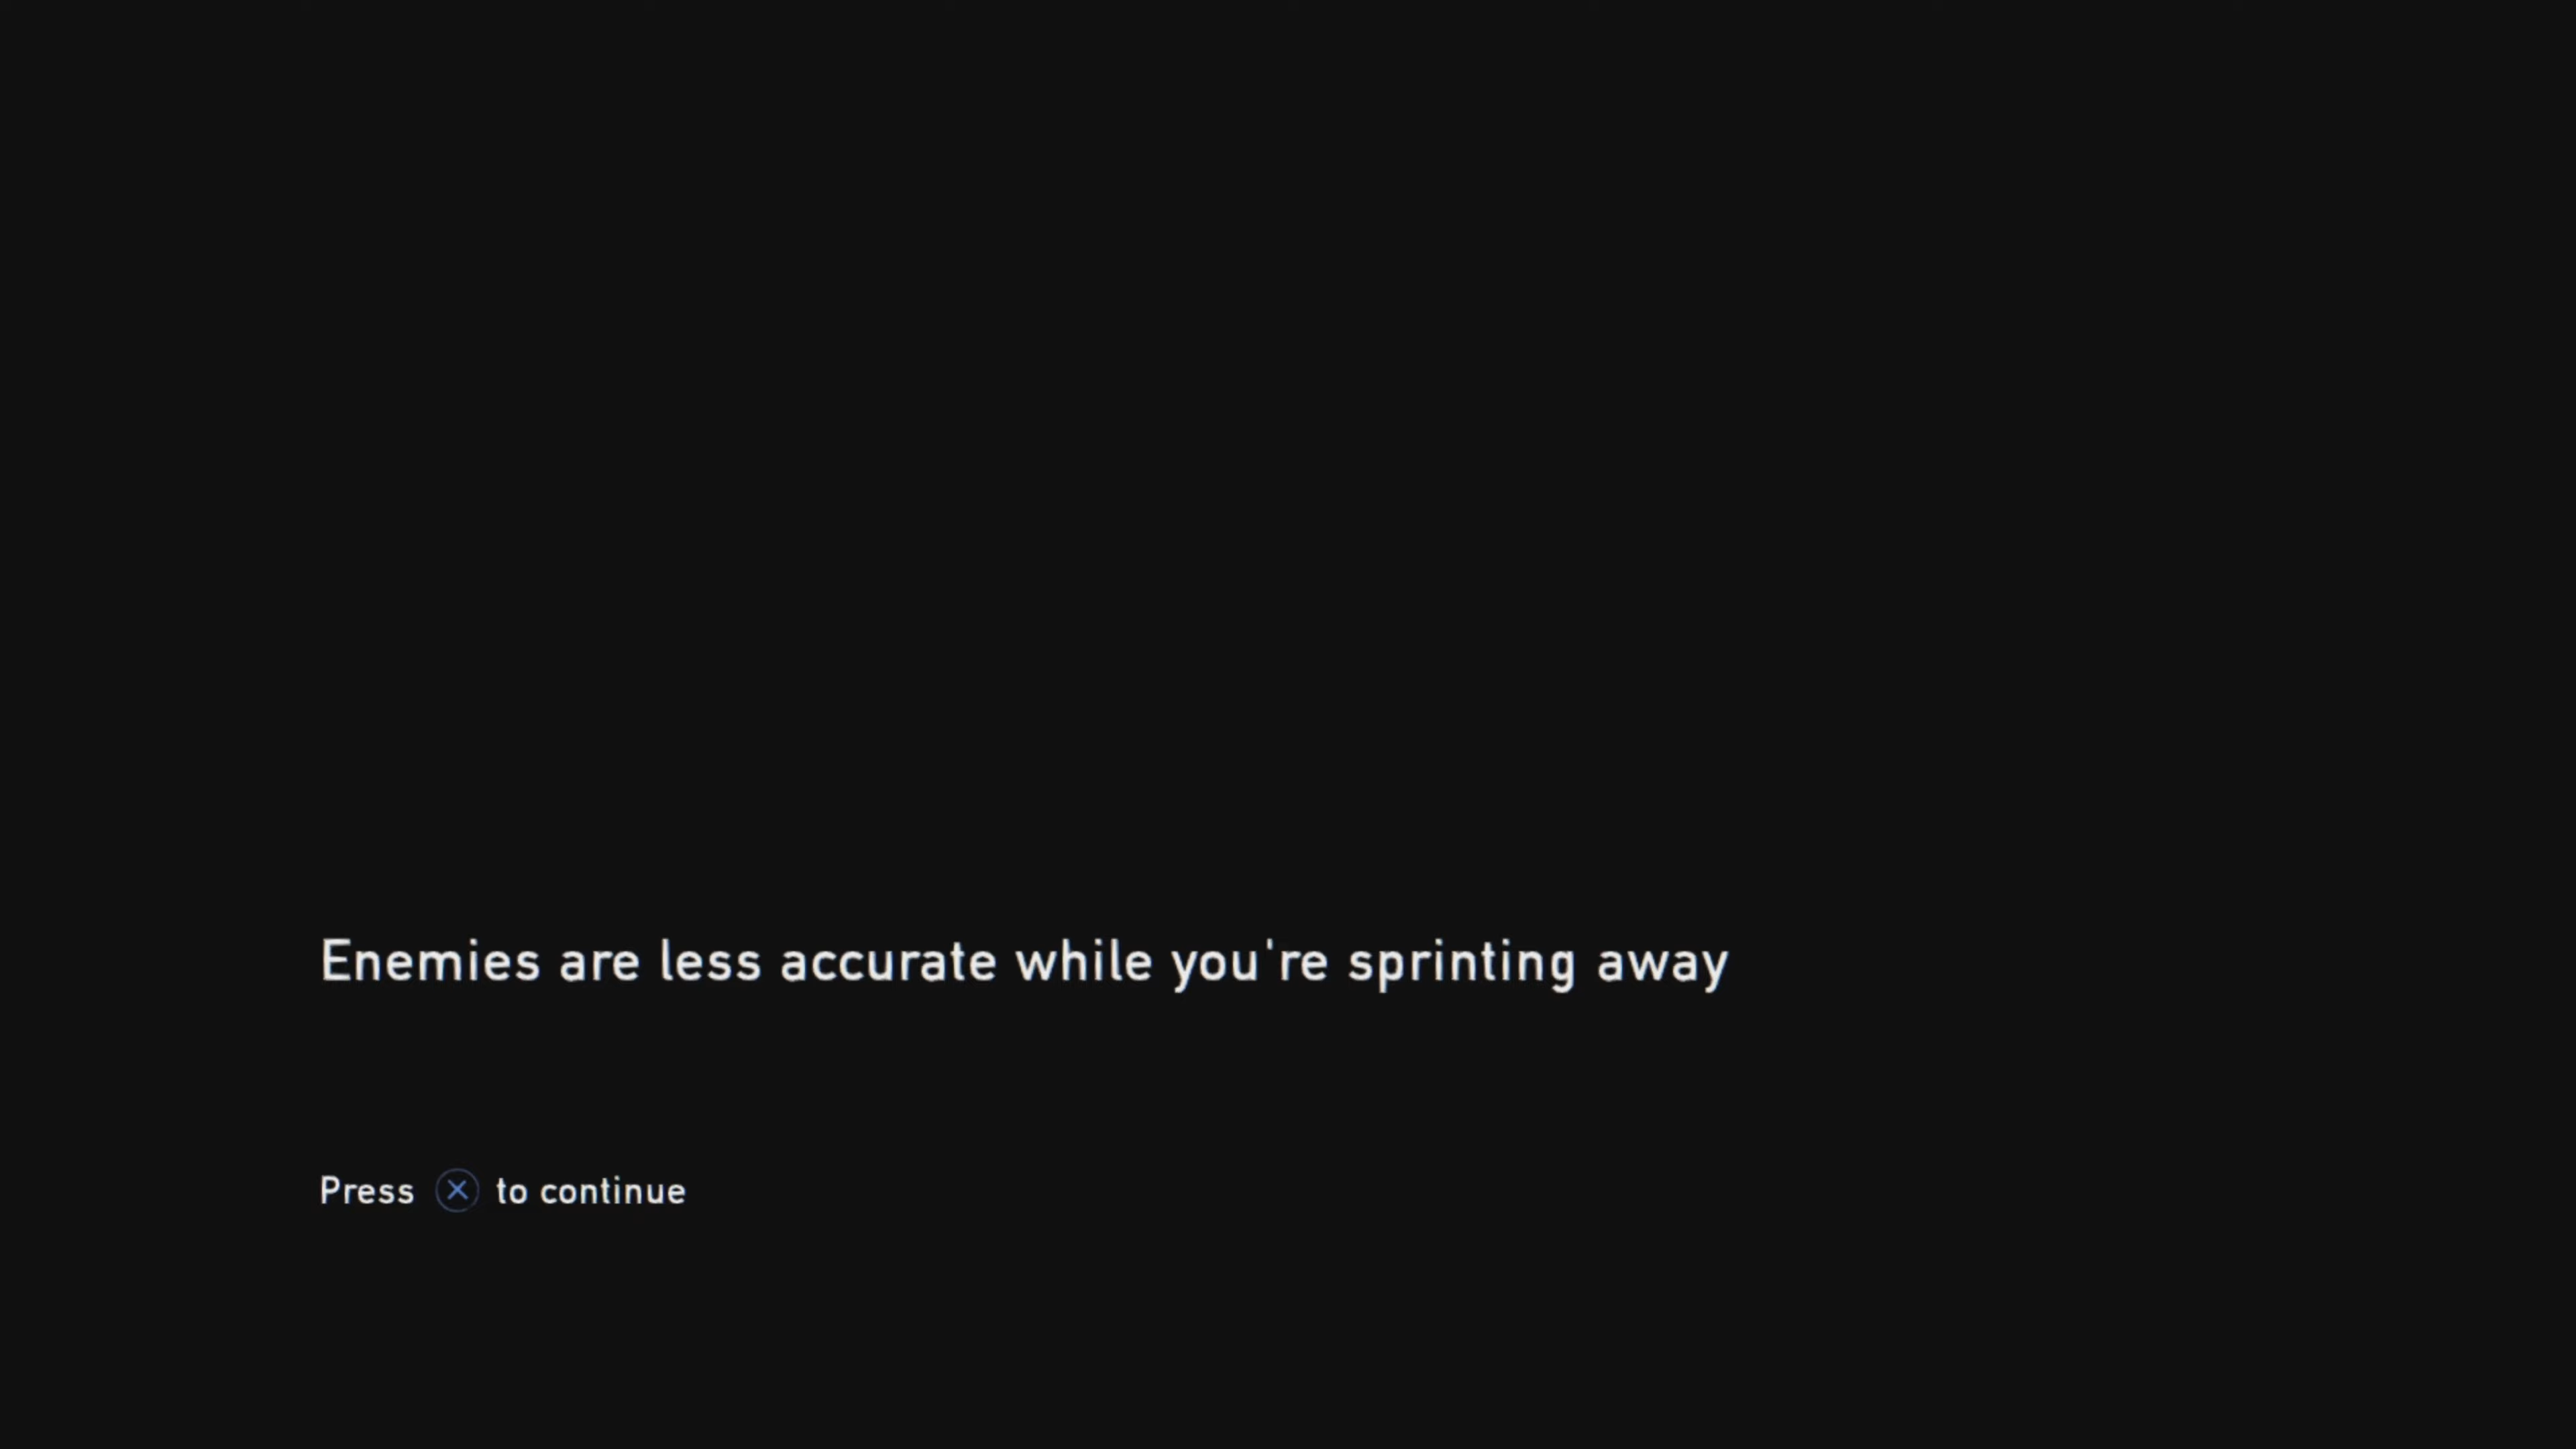 Enemies are less accurate while you're sprinting away
Press ⓧ to continue